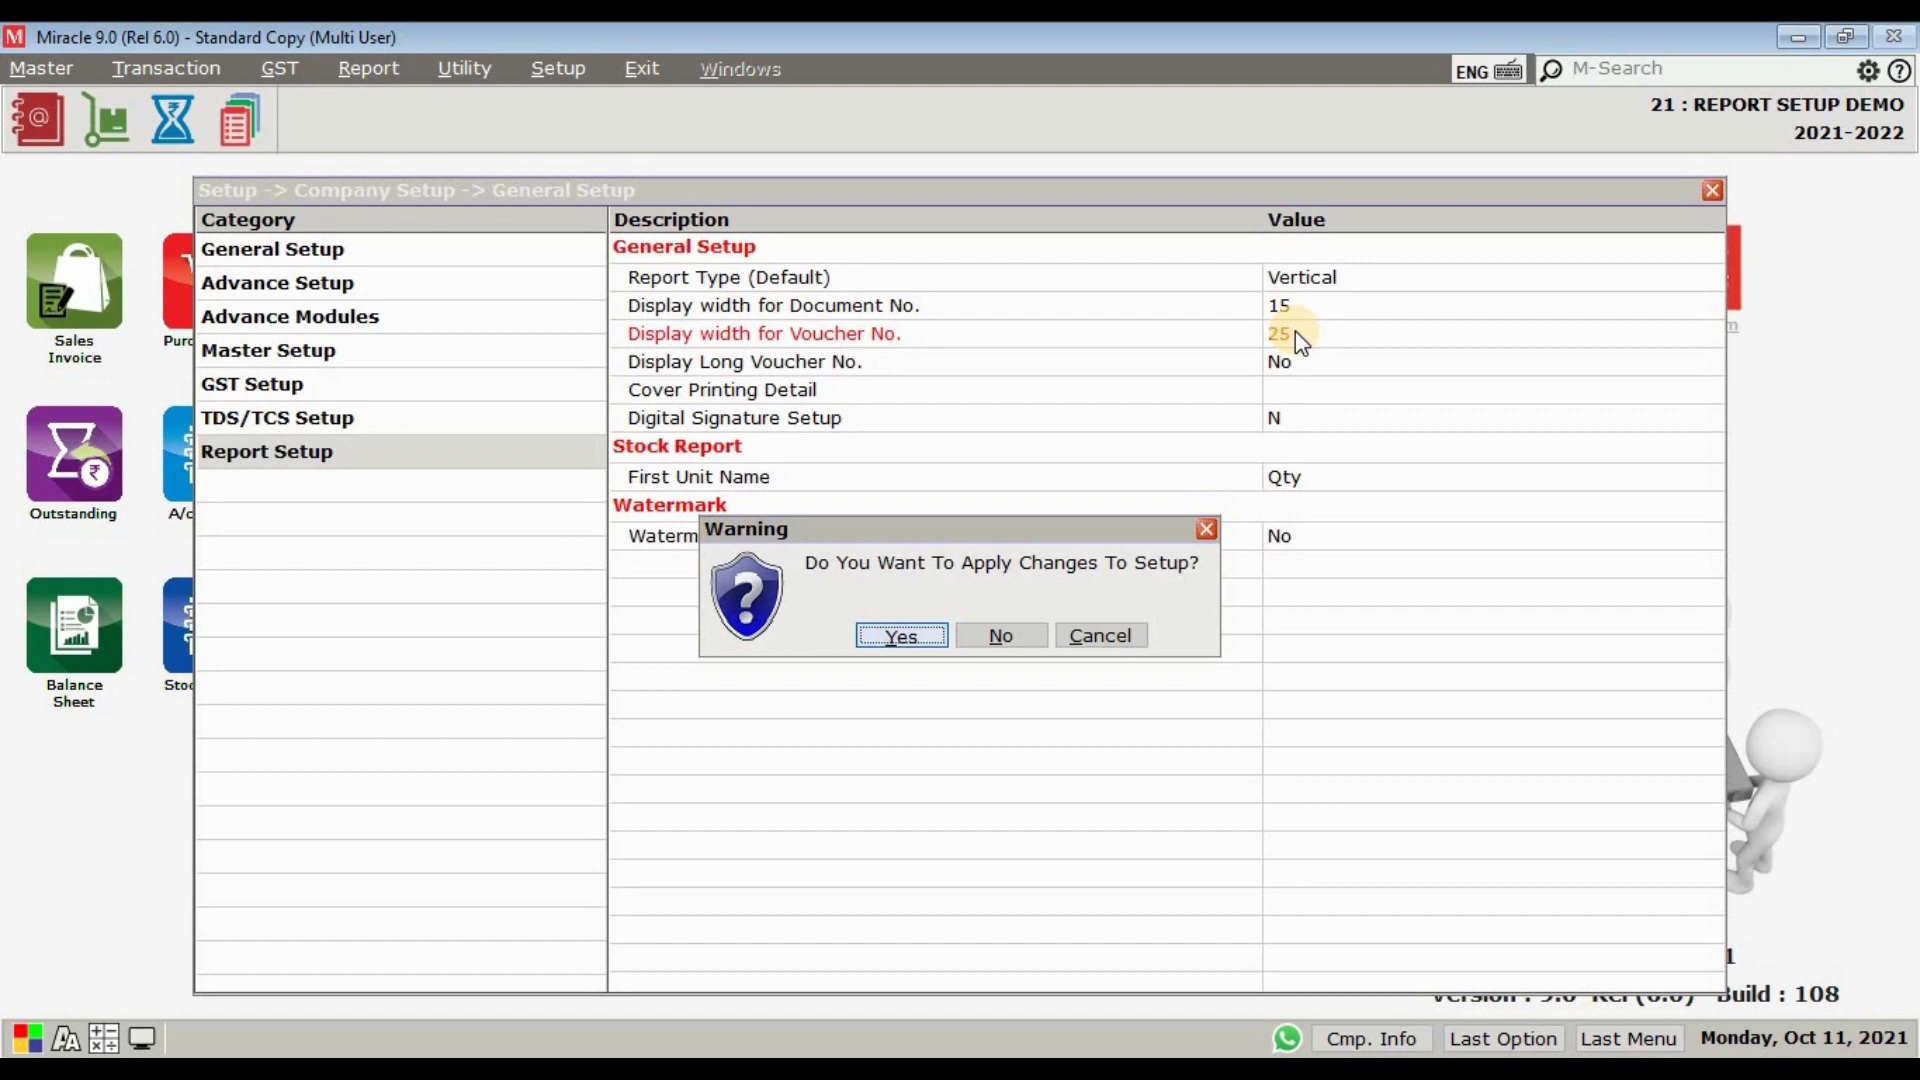 Miracle 9.0 (Rel 6.0) - Standard Copy (Multi User)
Master Transaction GST Report Utility Setup Exit Windows ENG M-Search
21 : REPORT SETUP DEMO
2021-2022
Setup -> Company Setup -> General Setup
Category Description Value
General Setup
Advance Setup
Advance Modules
Master Setup
GST Setup
TDS/TCS Setup
Report Setup
General Setup
Report Type (Default) Vertical
Display width for Document No. 15
Display width for Voucher No. 25
Display Long Voucher No. No
Cover Printing Detail
Digital Signature Setup N
Stock Report
First Unit Name Qty
Watermark
Waterm No
Warning
Do You Want To Apply Changes To Setup?
Yes No Cancel
Sales
Invoice
Purc
Outstanding
A/c
Balance
Sheet
Stoc
Build : 108
Cmp. Info Last Option Last Menu Monday, Oct 11, 2021